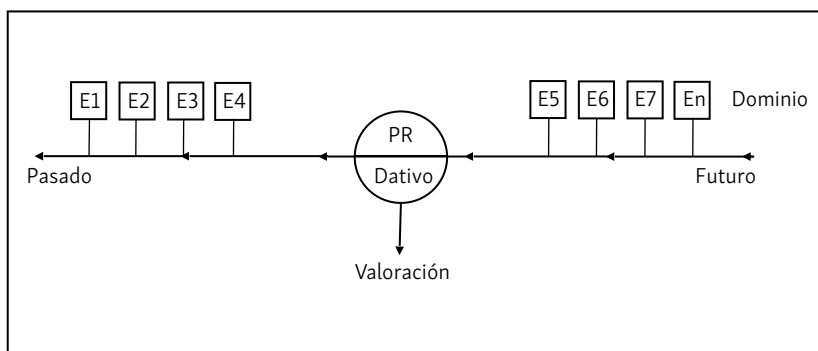 E1 E2 E3 E4 E5 E6 E7 En Dominio
PR
Pasado Dativo Futuro
Valoración